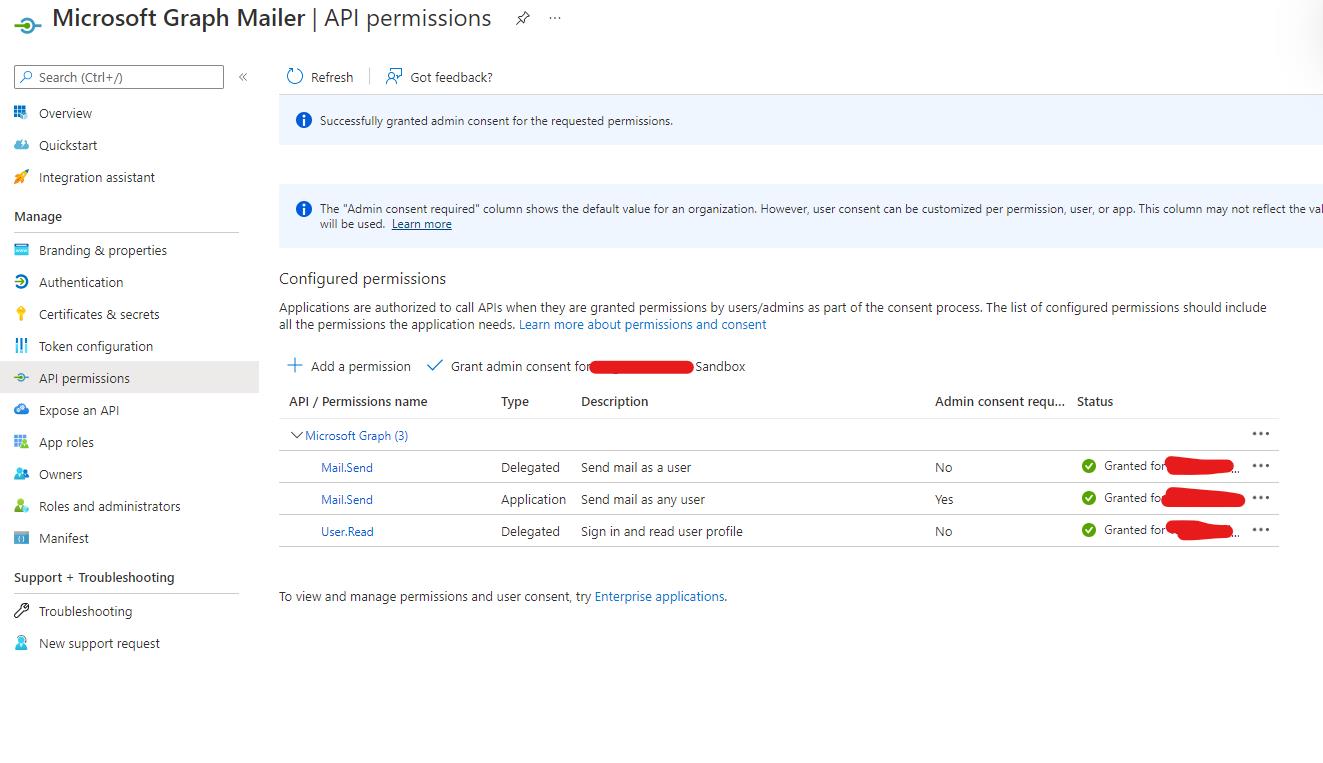 Microsoft Graph Mailer | API permissions
Search (Ctrl+/)
Overview
Quickstart
Integration assistant
Manage
Branding & properties
Authentication
Certificates & secrets
Token configuration
API permissions
Expose an API
App roles
Owners
Roles and administrators
Manifest
Support + Troubleshooting
Troubleshooting
New support request
Refresh
Got feedback?
Successfully granted admin consent for the requested permissions.
The "Admin consent required" column shows the default value for an organization. However, user consent can be customized per permission, user, or app. This column may not reflect the
will be used. Learn more
Configured permissions
Applications are authorized to call APIs when they are granted permissions by users/admins as part of the consent process. The list of configured permissions should include
all the permissions the application needs. Learn more about permissions and consent
Add a permission
Grant admin consent for Sandbox
API / Permissions name Type Description Admin consent requ... Status
Microsoft Graph (3)
Mail.Send Delegated Send mail as a user No Granted for ...
Mail.Send Application Send mail as any user Yes Granted fo
User.Read Delegated Sign in and read user profile No Granted for ...
To view and manage permissions and user consent, try Enterprise applications.